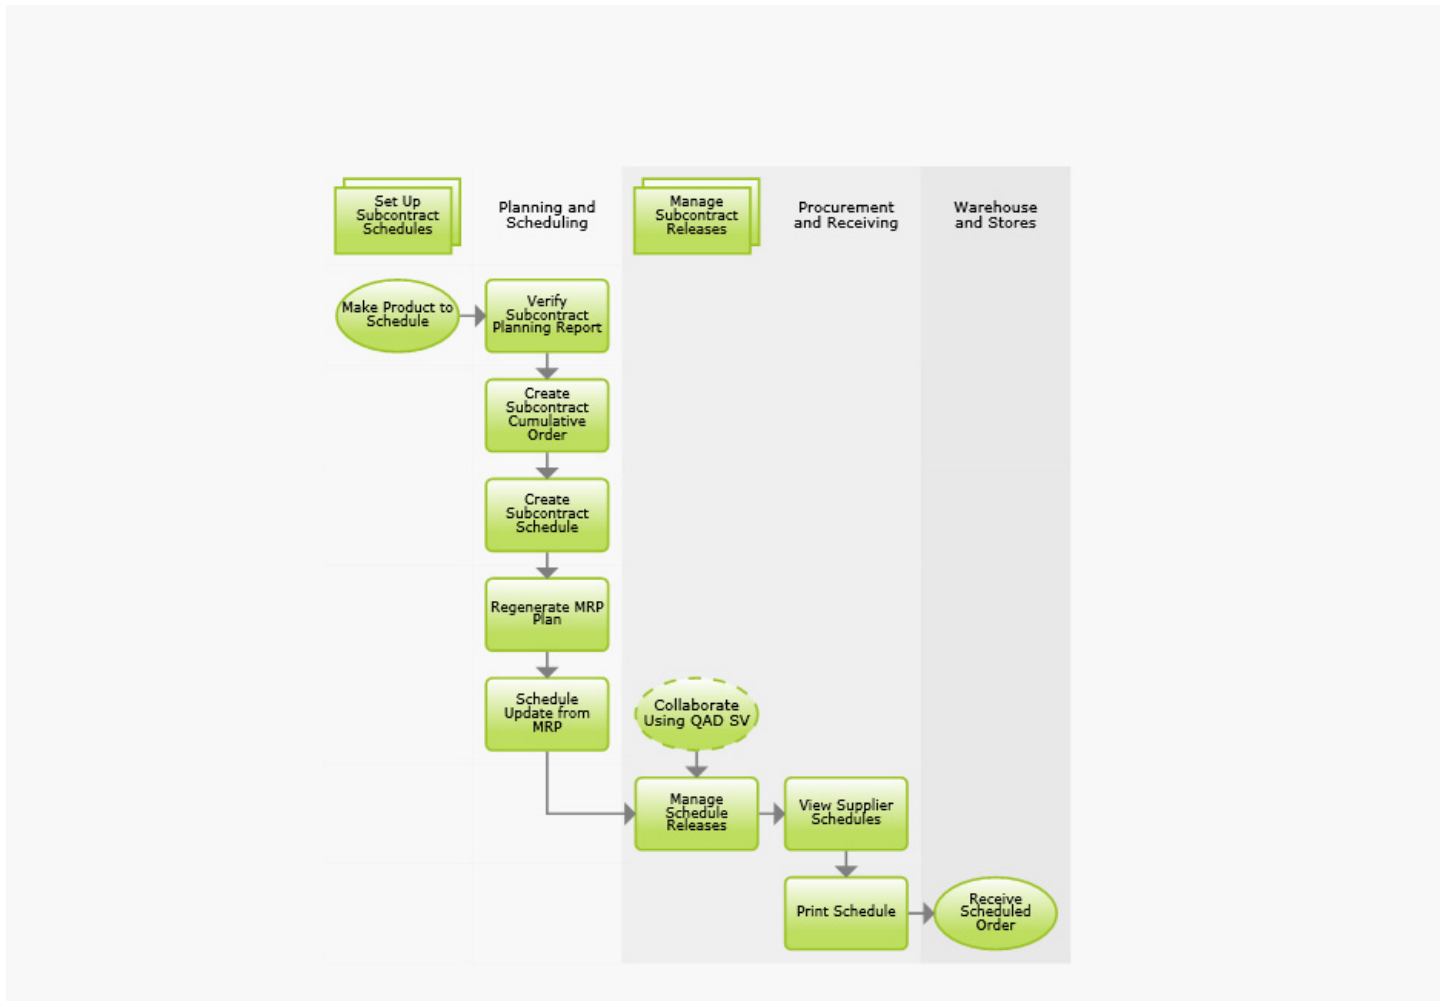 Set Up
Subcontract
Schedules
Planning and
Scheduling
Manage
Subcontract
Releases
Procurement
and Receiving
Warehouse
and Stores
Make Product to
Schedule
Verify
Subcontract
Planning Report
Create
Subcontract
Cumulative
Order
Create
Subcontract
Schedule
Regenerate MRP
Plan
Schedule
Update from
MRP
Collaborate
Using QAD SV
Manage
Schedule
Releases
View Supplier
Schedules
Print Schedule
Receive
Scheduled
Order